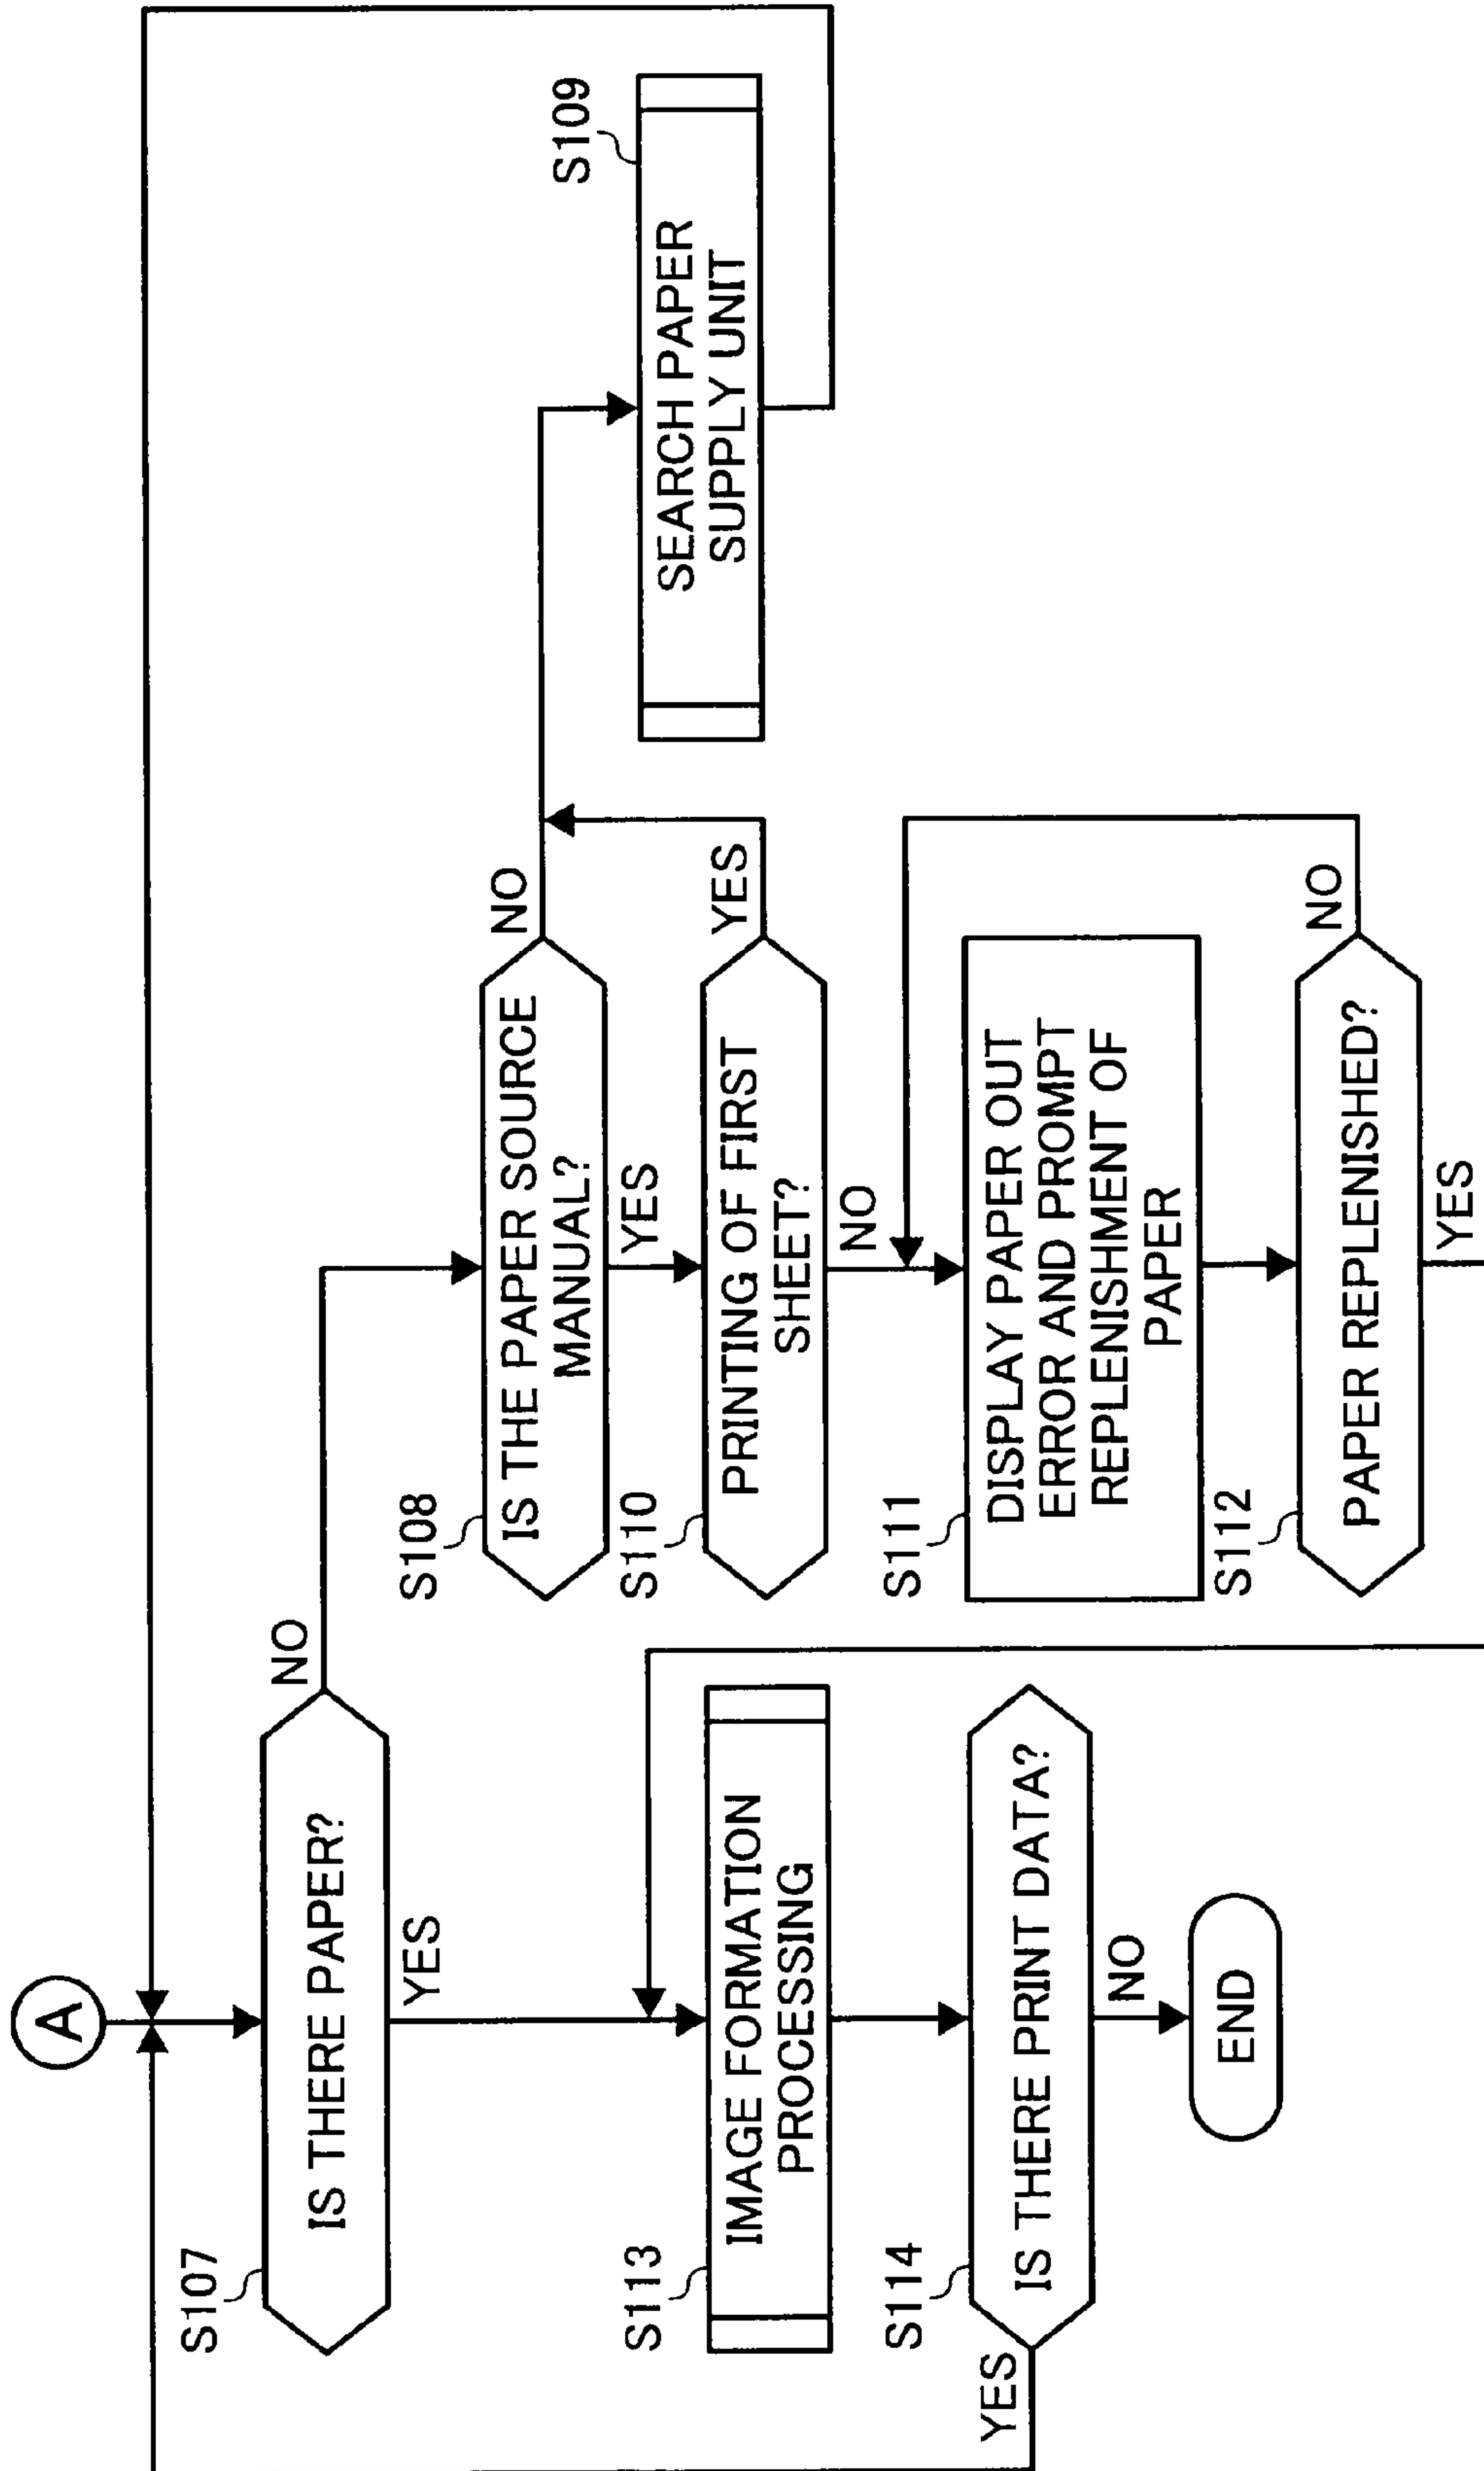 A
S107
IS THERE PAPER?
NO
YES
S108
IS THE PAPER SOURCE
MANUAL?
NO
YES
S109
SEARCH PAPER
SUPPLY UNIT
S110
PRINTING OF FIRST
SHEET?
YES
NO
S111
DISPLAY PAPER OUT
ERROR AND PROMPT
REPLENISHMENT OF
PAPER
S112
PAPER REPLENISHED?
NO
YES
S113
IMAGE FORMATION
PROCESSING
S114
IS THERE PRINT DATA?
YES
NO
END